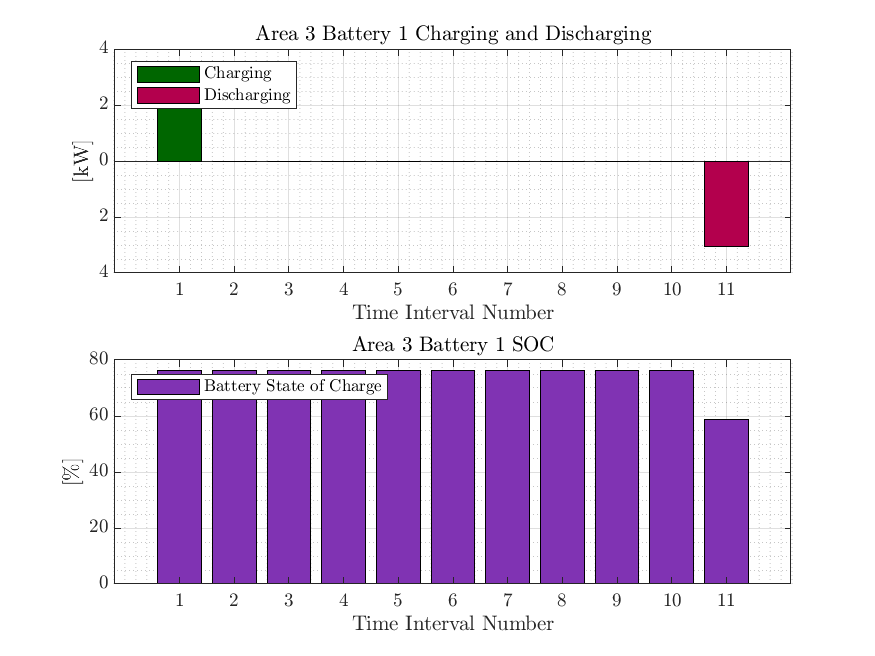 Area 3 Battery 1 Charging and Discharging
4
Charging
Discharging
2
0
[kW]
2
4
1 2 3 4 5 6 7 8 9 10 11
Time Interval Number
Area 3 Battery 1 SOC
80
Battery State of Charge
60
[%]
40
20
0
1 2 3 4 5 6 7 8 9 10 11
Time Interval Number